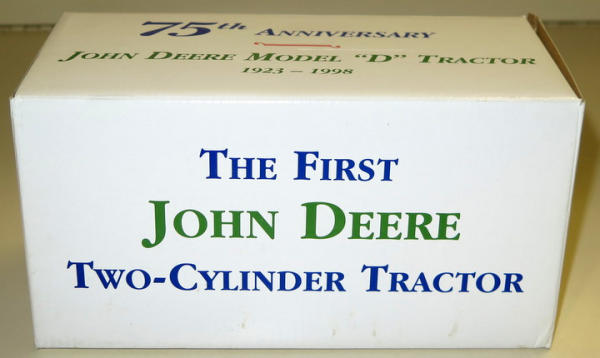 75th Anniversary
John Deere Model "D" Tractor
1923 – 1998
The First
John Deere
Two-Cylinder Tractor